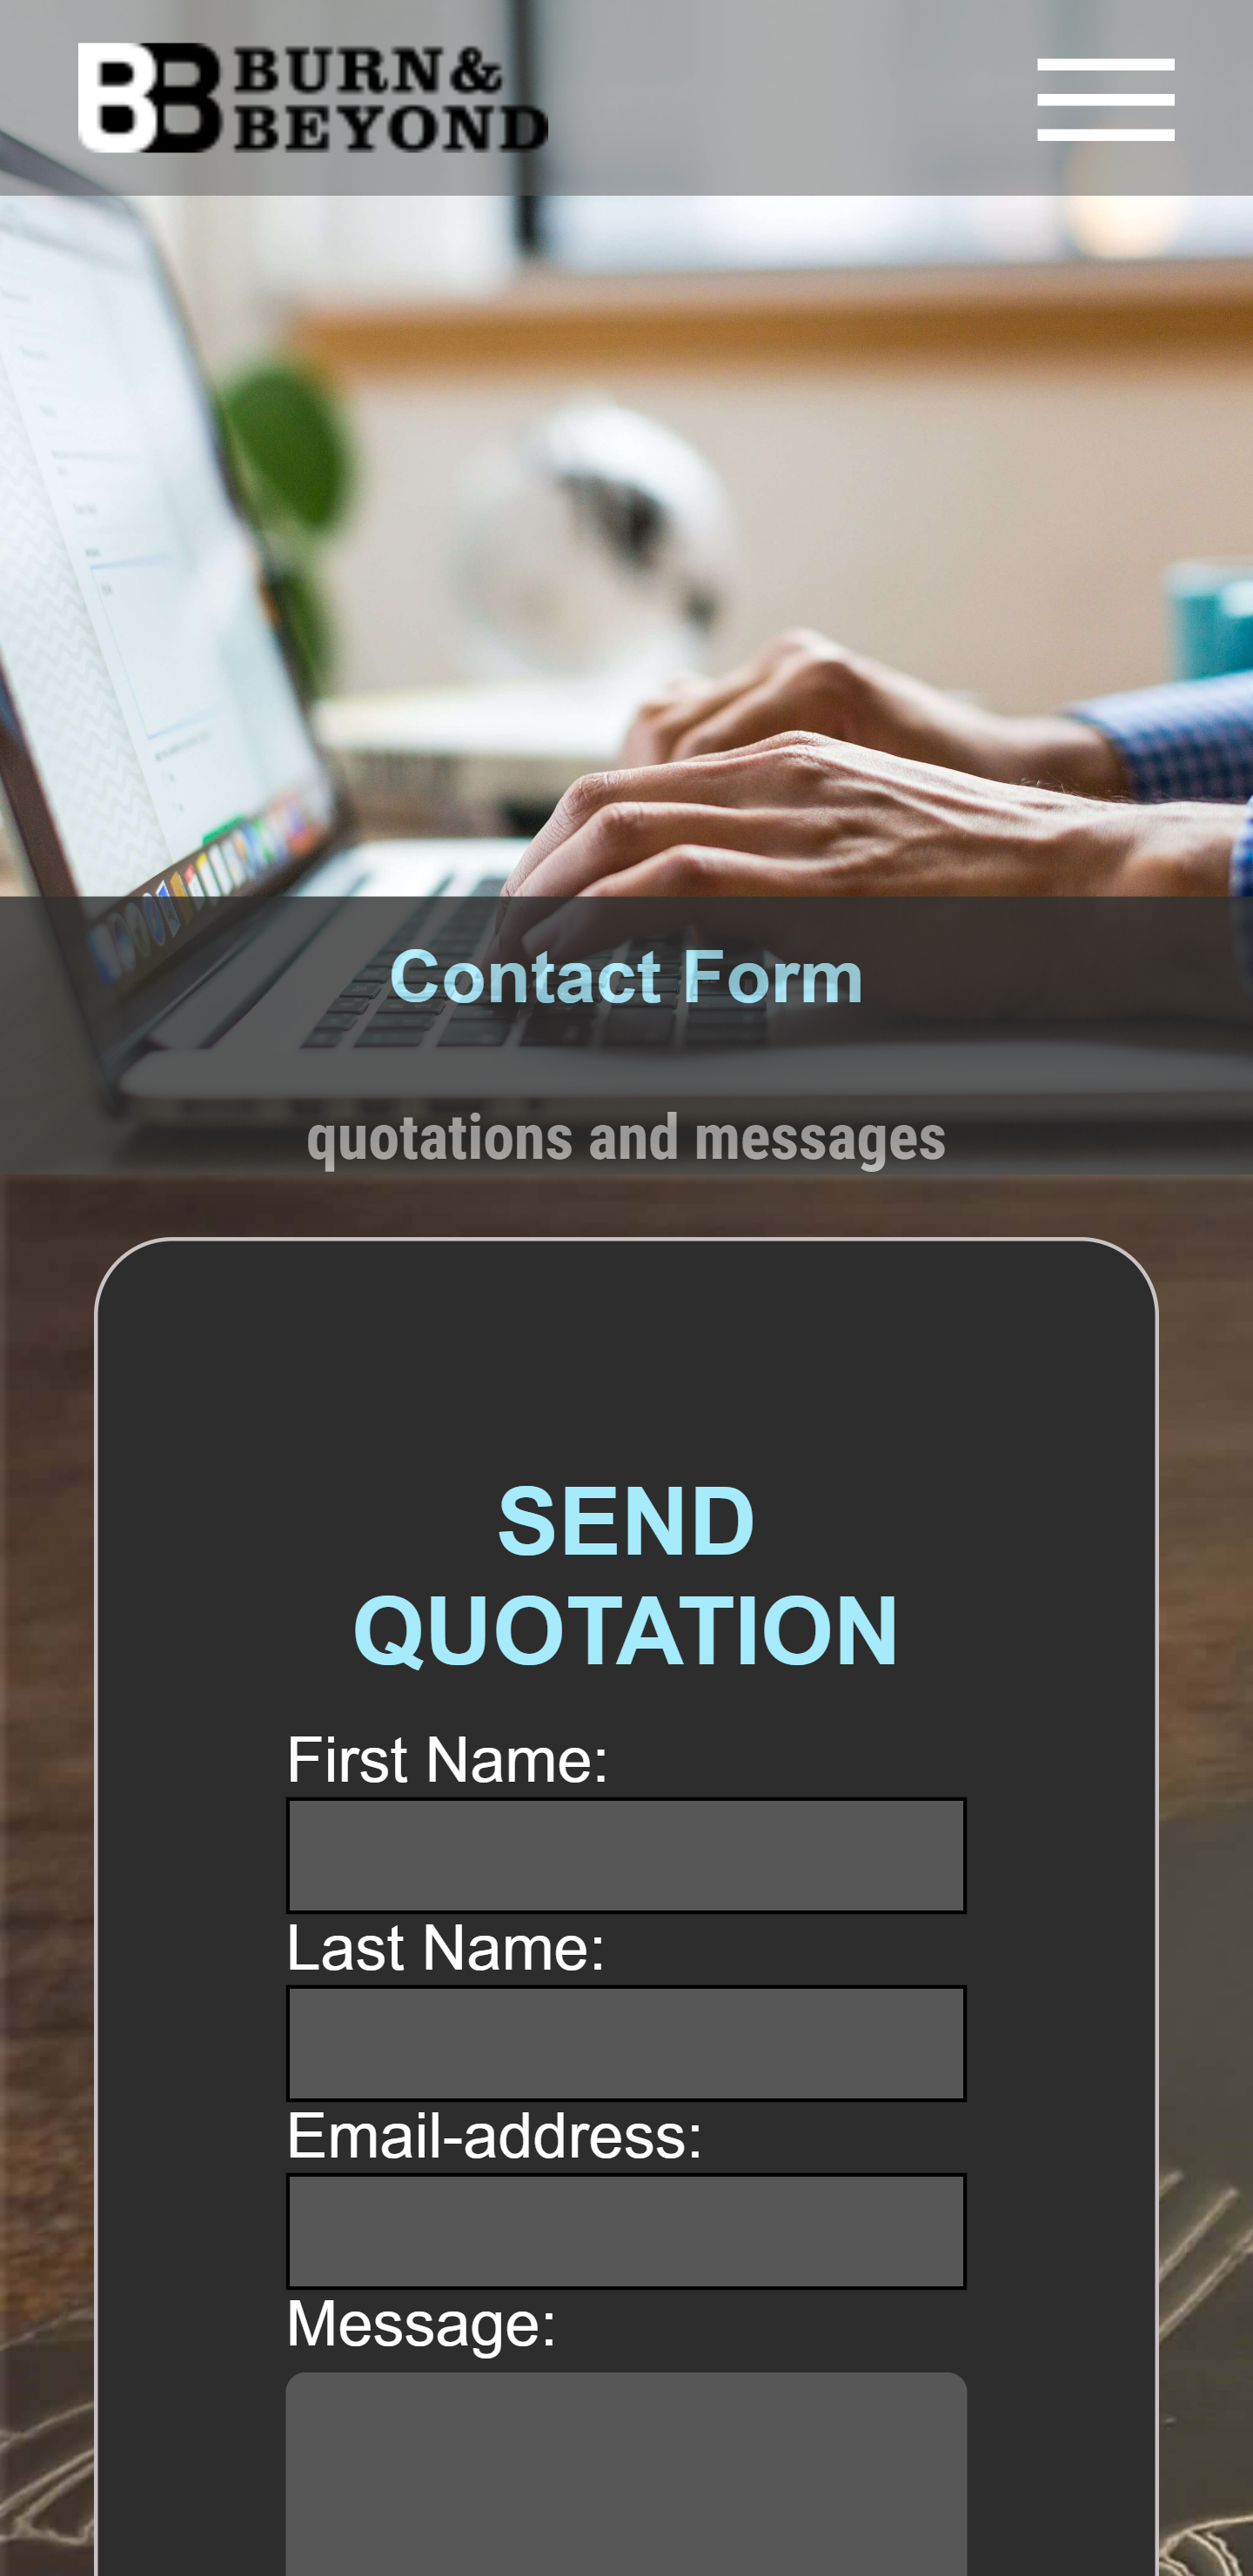 BB BURN&
BEYOND
Contact Form
quotations and messages
SEND
QUOTATION
First Name:
Last Name:
Email-address:
Message: